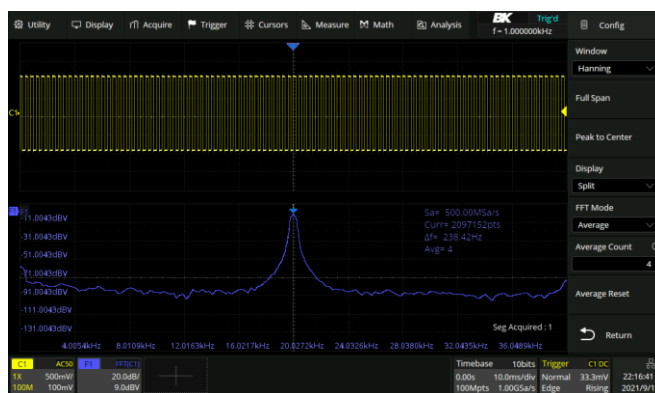 Utility Display Acquire Trigger Cursors Measure Math Analysis BK Trig'd Config
f = 1.000000kHz
Window
Hanning
Full Span
C1
Peak to Center
Display
Split
F1
Sa= 500.00MSa/s
FFT Mode
-11.0043dBV
Curr= 2097152pts
Average
-31.0043dBV
Δf= 238.42Hz
-51.0043dBV
Avg= 4
Average Count
-71.0043dBV
4
-91.0043dBV
Average Reset
-111.0043dBV
-131.0043dBV
Seg Acquired : 1
Return
4.0054kHz 8.0109kHz 12.0163kHz 16.0217kHz 20.0272kHz 24.0326kHz 28.0380kHz 32.0435kHz 36.0489kHz
C1 AC50 F1 FFT(C1) Timebase 10bits Trigger C1 DC
1X 500mV/ 20.0dB/ 0.00s 10.0ms/div Normal 33.3mV 22:16:41
100M 100mV 9.0dBV 100Mpts 1.00GSa/s Edge Rising